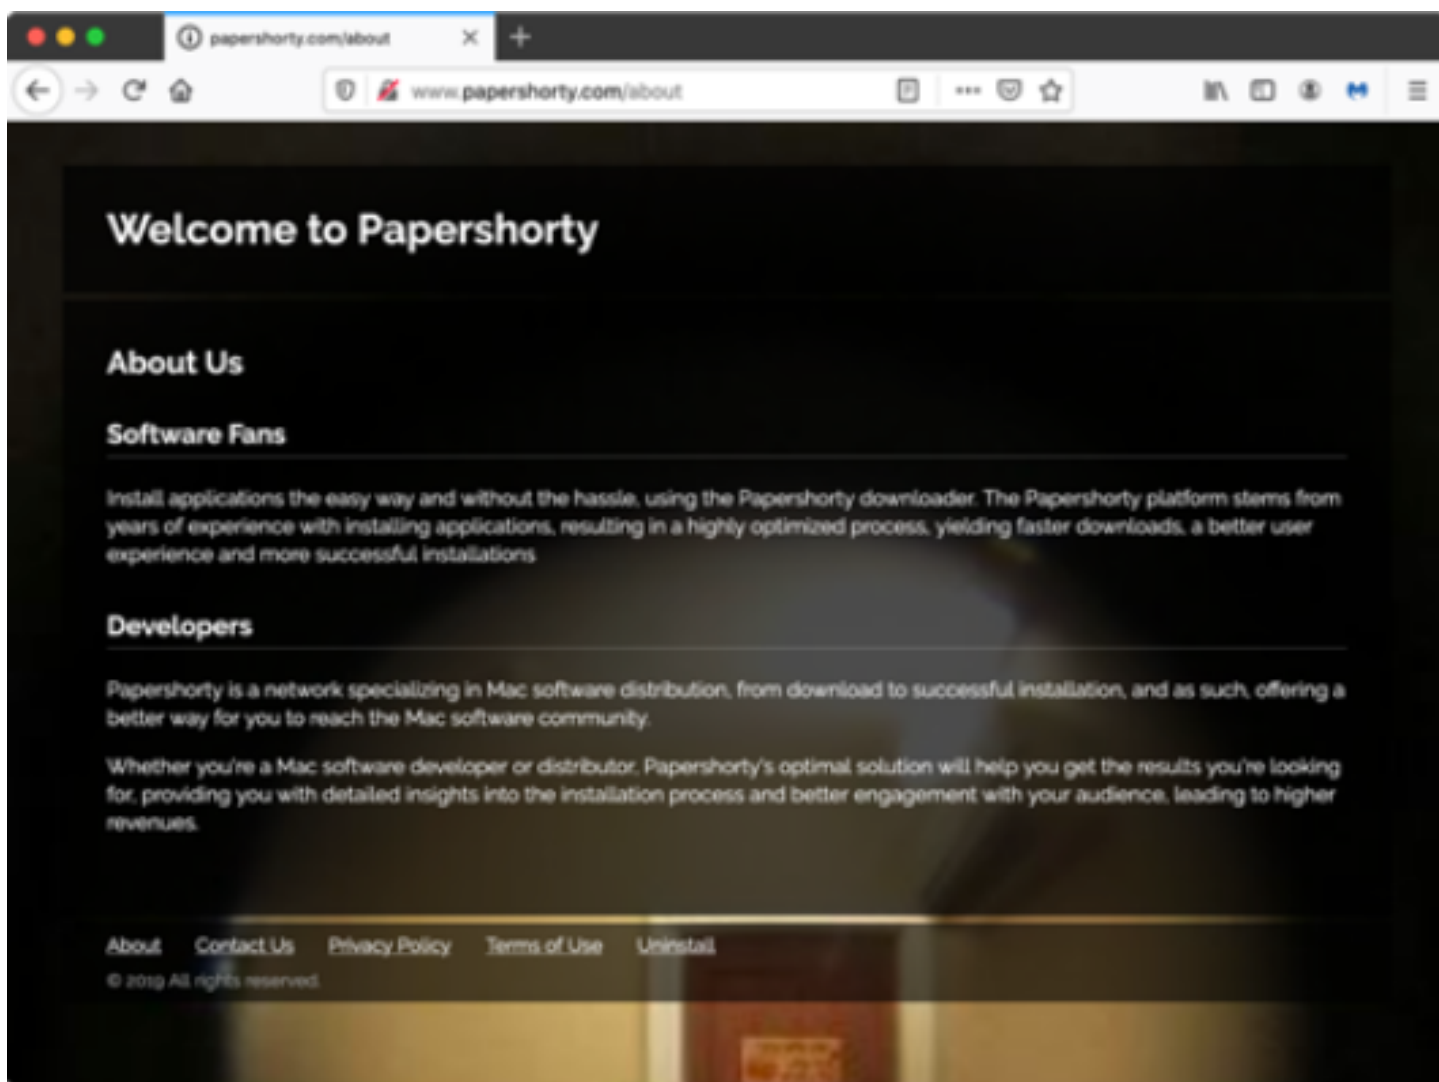 papershorty.com/about
www.papershorty.com/about
Welcome to Papershorty
About Us
Software Fans
Install applications the easy way and without the hassle, using the Papershorty downloader. The Papershorty platform stems from
years of experience with installing applications, resulting in a highly optimized process, yielding faster downloads, a better user
experience and more successful installations
Developers
Papershorty is a network specializing in Mac software distribution, from download to successful installation, and as such, offering a
better way for you to reach the Mac software community.
Whether you're a Mac software developer or distributor, Papershorty's optimal solution will help you get the results you're looking
for, providing you with detailed insights into the installation process and better engagement with your audience, leading to higher
revenues.
About Contact Us Privacy Policy Terms of Use Uninstall
© 2019 All rights reserved.